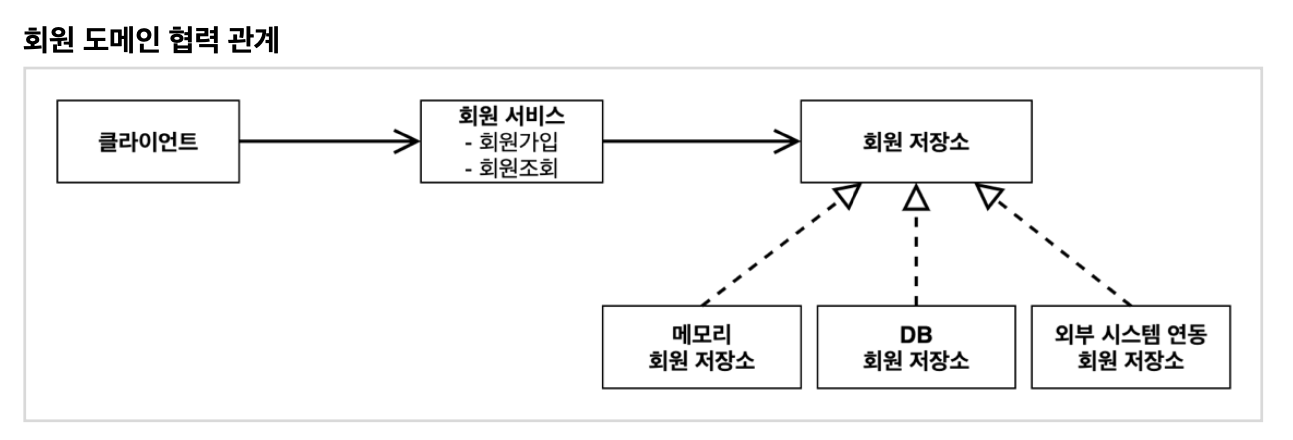 회원 도메인 협력 관계
클라이언트
회원 서비스
- 회원가입
- 회원조회
회원 저장소
메모리
회원 저장소
DB
회원 저장소
외부 시스템 연동
회원 저장소